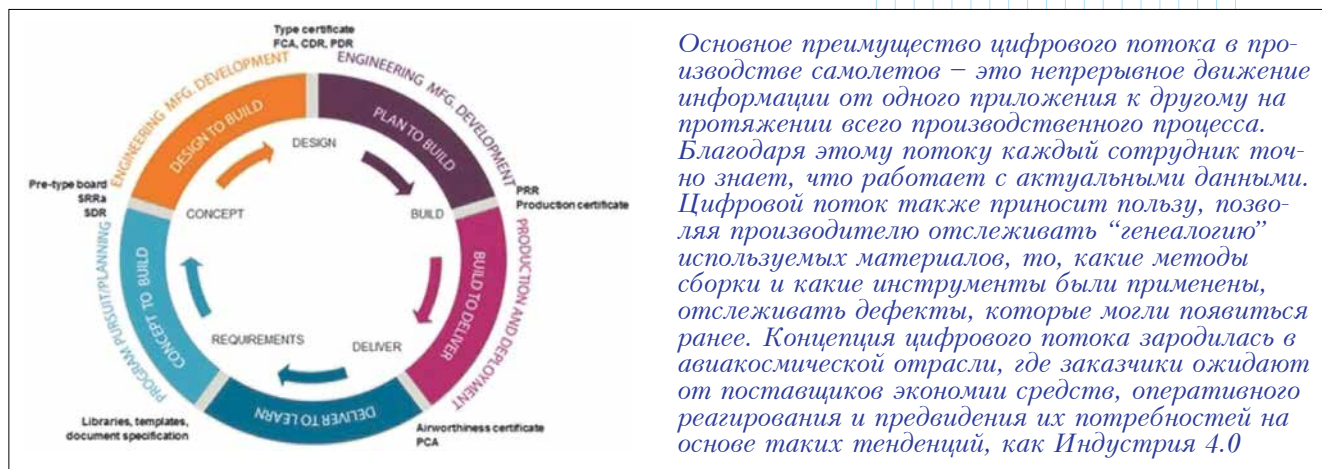 Type certificate
FCA, CDR, PDR
ENGINEERING MFG. DEVELOPMENT
ENGINEERING MFG. DEVELOPMENT
DESIGN TO BUILD
PLAN TO BUILD
DESIGN
Pre-type board
SRRa
SDR
PRR
Production certificate
CONCEPT
BUILD
PROGRAM PURSUIT/PLANNING
CONCEPT TO BUILD
BUILD TO DELIVER
PRODUCTION AND DEPLOYMENT
REQUIREMENTS
DELIVER
DELIVER TO LEARN
Libraries, templates,
document specification
Airworthiness certificate
PCA
Основное преимущество цифрового потока в про-
изводстве самолетов – это непрерывное движение
информации от одного приложения к другому на
протяжении всего производственного процесса.
Благодаря этому потоку каждый сотрудник точ-
но знает, что работает с актуальными данными.
Цифровой поток также приносит пользу, позво-
ляя производителю отслеживать “генеалогию”
используемых материалов, то, какие методы
сборки и какие инструменты были применены,
отслеживать дефекты, которые могли появиться
ранее. Концепция цифрового потока зародилась в
авиакосмической отрасли, где заказчики ожидают
от поставщиков экономии средств, оперативного
реагирования и предвидения их потребностей на
основе таких тенденций, как Индустрия 4.0